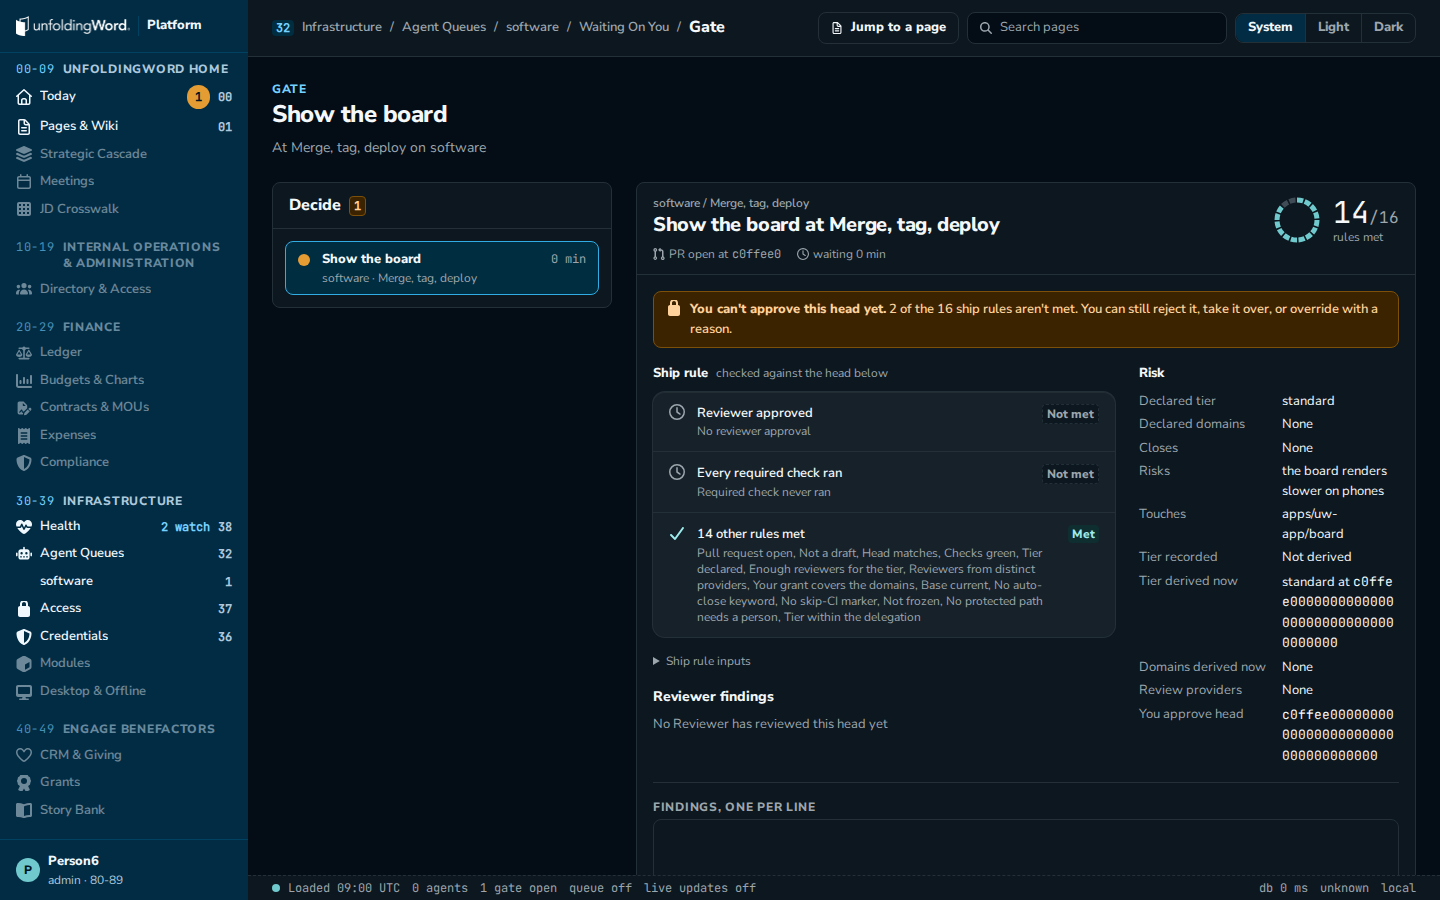 unfoldingWord Platform
00-09 UNFOLDINGWORD HOME
Today 1 00
Pages & Wiki 01
Strategic Cascade
Meetings
JD Crosswalk
10-19 INTERNAL OPERATIONS
& ADMINISTRATION
Directory & Access
20-29 FINANCE
Ledger
Budgets & Charts
Contracts & MOUs
Expenses
Compliance
30-39 INFRASTRUCTURE
Health 2 watch 38
Agent Queues 32
software 1
Access 37
Credentials 36
Modules
Desktop & Offline
40-49 ENGAGE BENEFACTORS
CRM & Giving
Grants
Story Bank
P Person6
admin · 80-89
32 Infrastructure / Agent Queues / software / Waiting On You / Gate
Jump to a page
Search pages
System Light Dark
GATE
Show the board
At Merge, tag, deploy on software
Decide 1
Show the board 0 min
software · Merge, tag, deploy
software / Merge, tag, deploy
Show the board at Merge, tag, deploy
PR open at c0ffee0 waiting 0 min
14/16
rules met
You can't approve this head yet. 2 of the 16 ship rules aren't met. You can still reject it, take it over, or override with a
reason.
Ship rule checked against the head below
Reviewer approved Not met
No reviewer approval
Every required check ran Not met
Required check never ran
14 other rules met Met
Pull request open, Not a draft, Head matches, Checks green, Tier
declared, Enough reviewers for the tier, Reviewers from distinct
providers, Your grant covers the domains, Base current, No auto-
close keyword, No skip-CI marker, Not frozen, No protected path
needs a person, Tier within the delegation
Ship rule inputs
Reviewer findings
No Reviewer has reviewed this head yet
Risk
Declared tier standard
Declared domains None
Closes None
Risks the board renders
slower on phones
Touches apps/uw-
app/board
Tier recorded Not derived
Tier derived now standard at c0ffe
e0000000000000
00000000000000
0000000
Domains derived now None
Review providers None
You approve head c0ffee00000000
00000000000000
000000000000
FINDINGS, ONE PER LINE
Loaded 09:00 UTC 0 agents 1 gate open queue off live updates off
db 0 ms unknown local